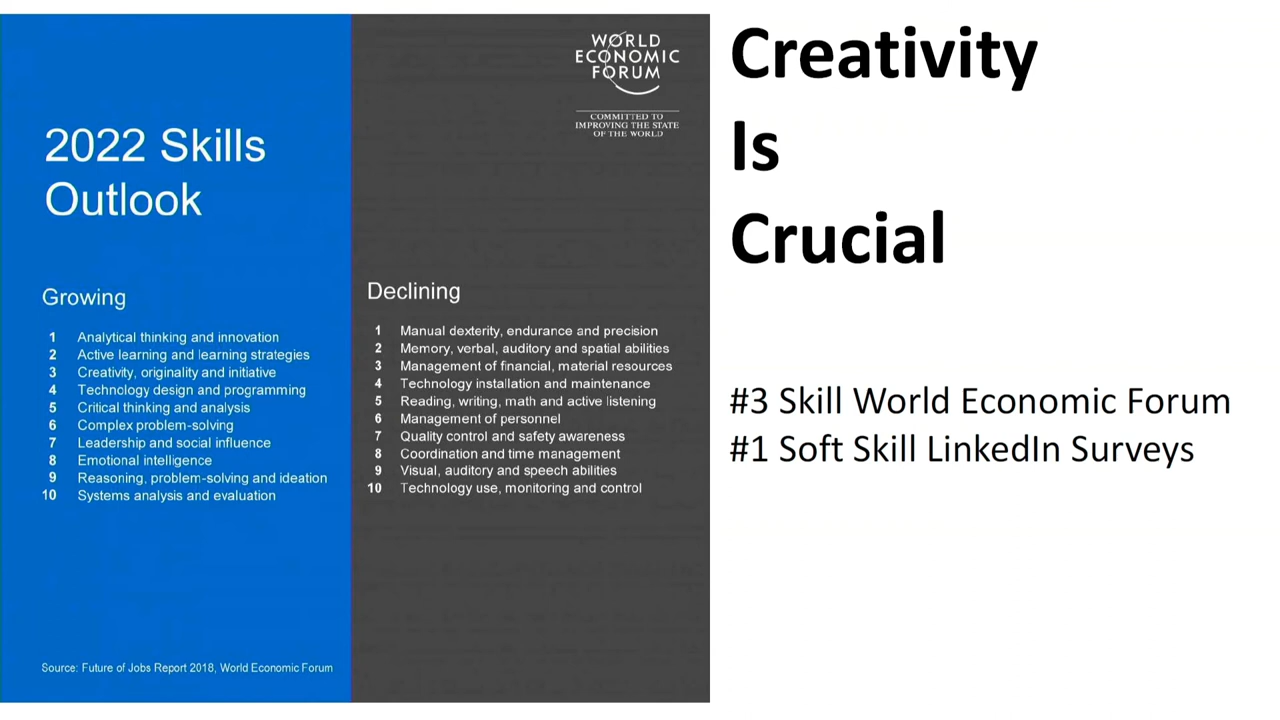 2022 Skills
Outlook
Growing
1 Analytical thinking and innovation
2 Active learning and learning strategies
3 Creativity, originality and initiative
4 Technology design and programming
5 Critical thinking and analysis
6 Complex problem-solving
7 Leadership and social influence
8 Emotional intelligence
9 Reasoning, problem-solving and ideation
10 Systems analysis and evaluation
Source: Future of Jobs Report 2018, World Economic Forum
WORLD
ECONOMIC
FORUM
COMMITTED TO
IMPROVING THE STATE
OF THE WORLD
Declining
1 Manual dexterity, endurance and precision
2 Memory, verbal, auditory and spatial abilities
3 Management of financial, material resources
4 Technology installation and maintenance
5 Reading, writing, math and active listening
6 Management of personnel
7 Quality control and safety awareness
8 Coordination and time management
9 Visual, auditory and speech abilities
10 Technology use, monitoring and control
Creativity
Is
Crucial
#3 Skill World Economic Forum
#1 Soft Skill LinkedIn Surveys